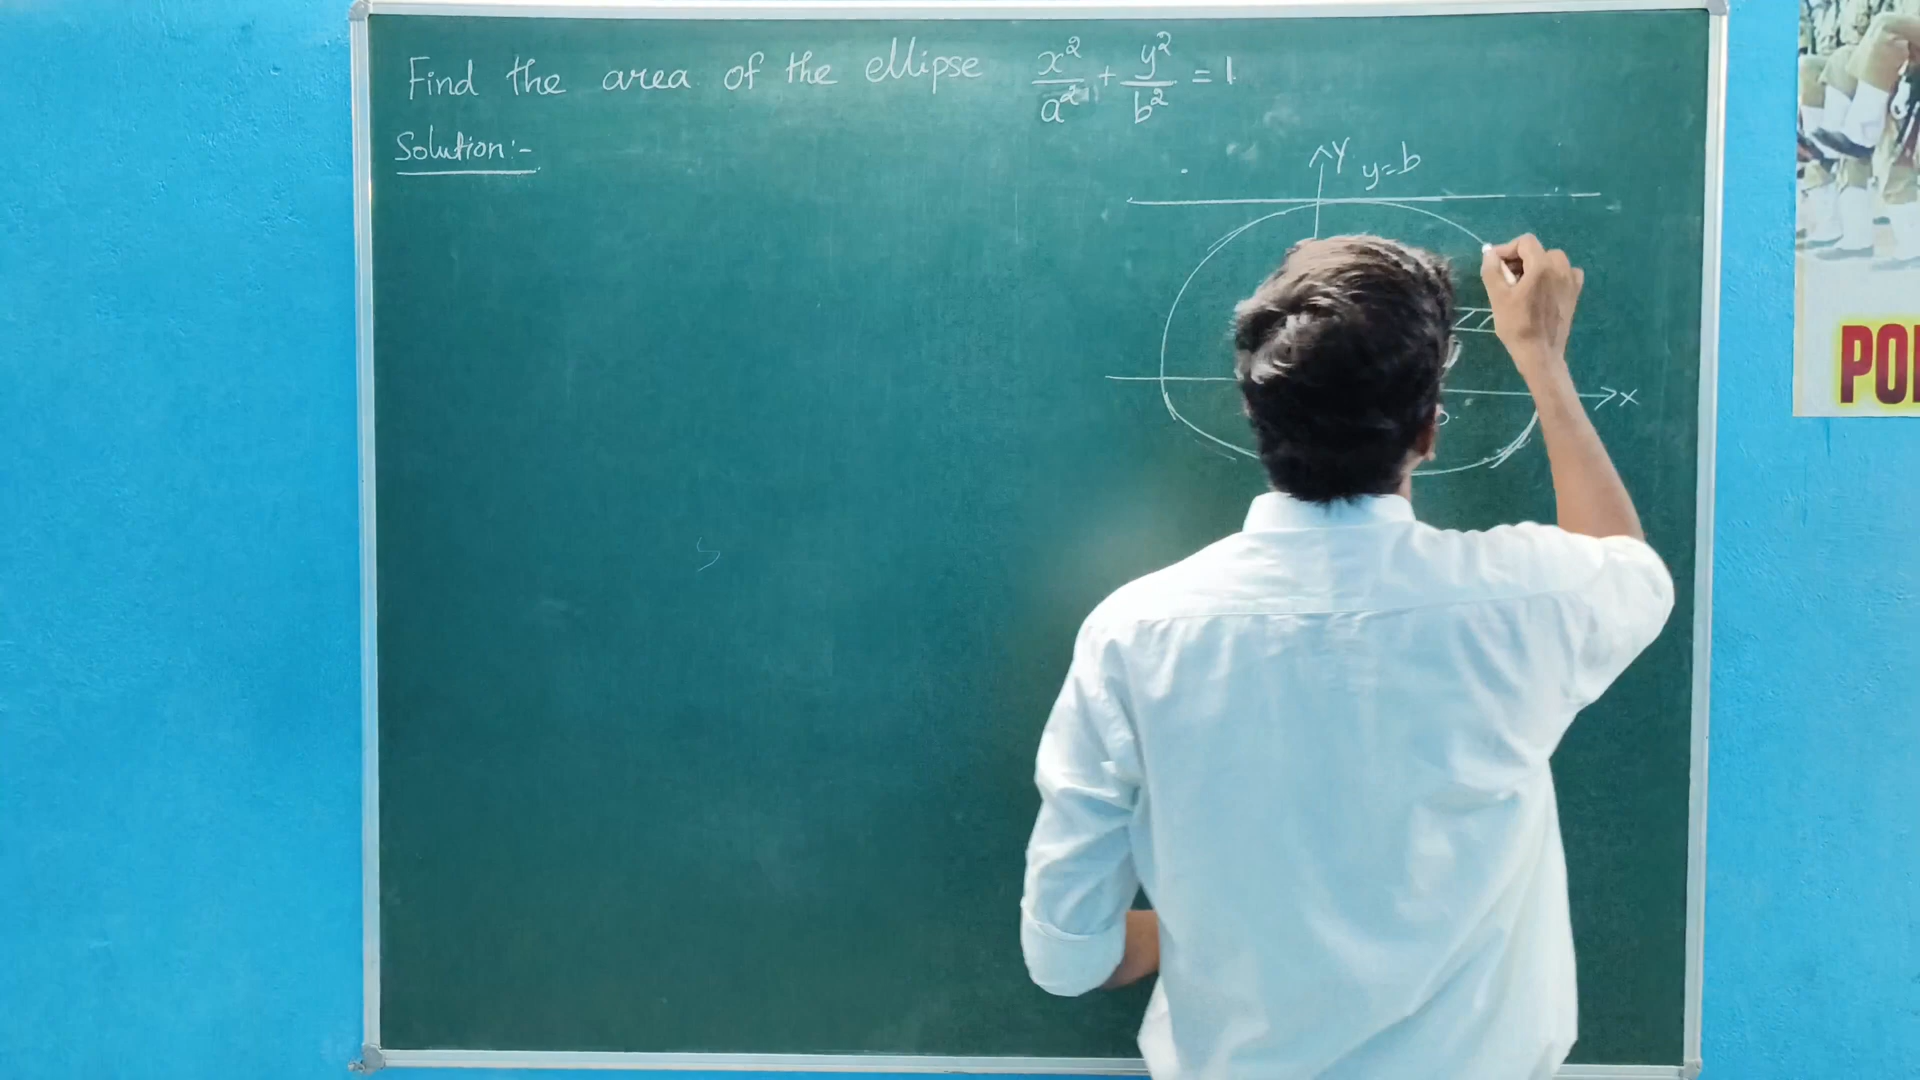 Find the area of the ellipse x²/a² + y²/b² = 1
Solution:-
Y y=b
x